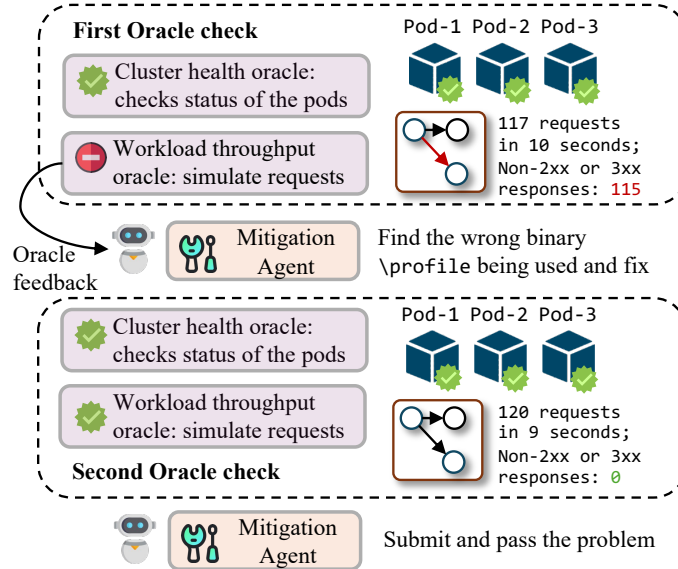 First Oracle check
Pod-1 Pod-2 Pod-3
Cluster health oracle:
checks status of the pods
Workload throughput
oracle: simulate requests
117 requests
in 10 seconds;
Non-2xx or 3xx
responses: 115
Oracle
feedback
Mitigation
Agent
Find the wrong binary
\profile being used and fix
Pod-1 Pod-2 Pod-3
Cluster health oracle:
checks status of the pods
Workload throughput
oracle: simulate requests
120 requests
in 9 seconds;
Non-2xx or 3xx
responses: 0
Second Oracle check
Mitigation
Agent
Submit and pass the problem